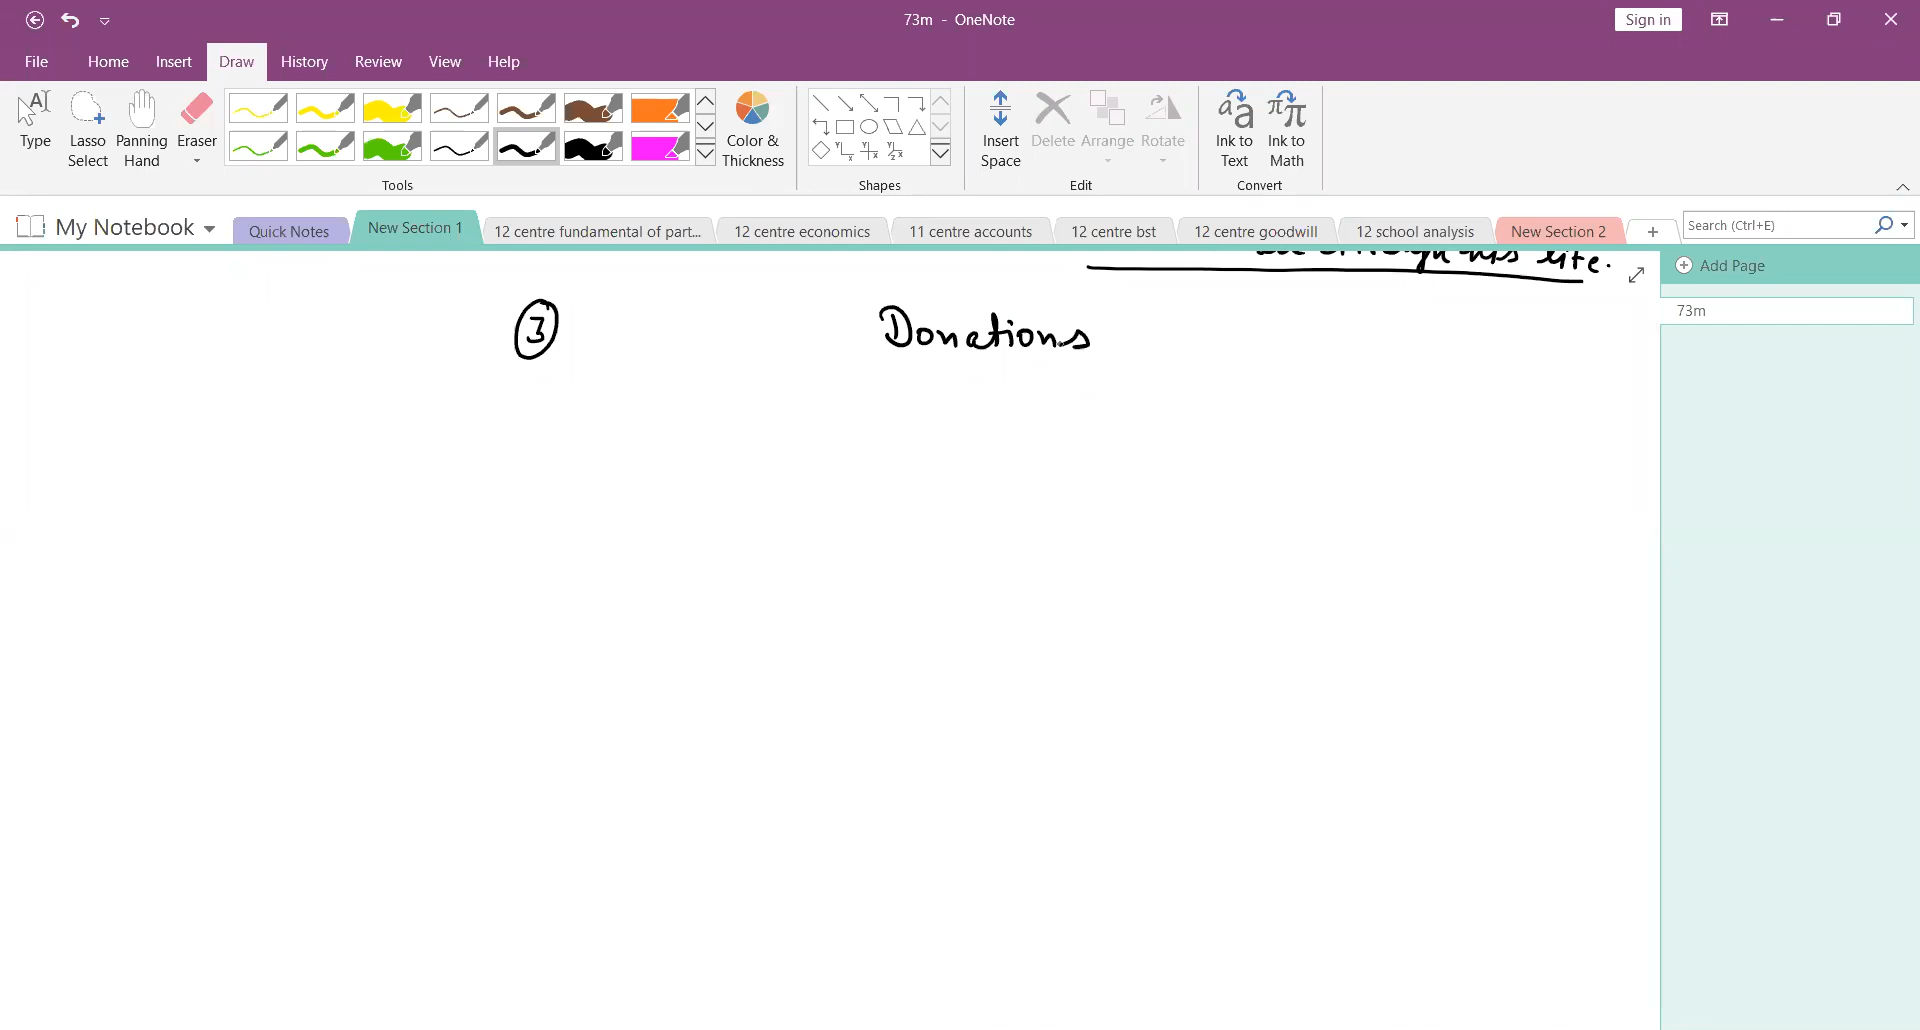 73m - OneNote
Sign in
File Home Insert Draw History Review View Help
Type
Lasso Select
Panning Hand
Eraser
Color & Thickness
Insert Space
Delete
Arrange
Rotate
Ink to Text
Ink to Math
Tools Shapes Edit Convert
My Notebook Quick Notes New Section 1 12 centre fundamental of part... 12 centre economics 11 centre accounts 12 centre bst 12 centre goodwill 12 school analysis New Section 2 + Search (Ctrl+E)
life.
Add Page
73m
3 Donations